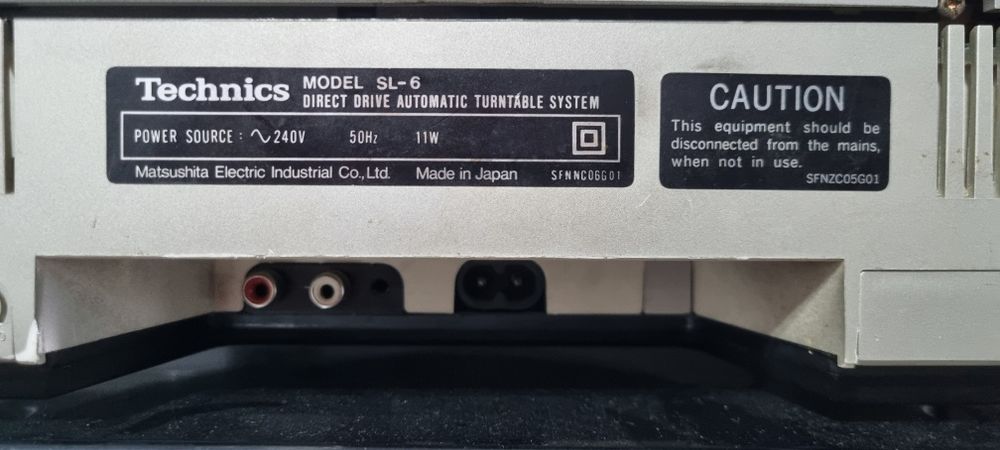 Technics MODEL SL-6
DIRECT DRIVE AUTOMATIC TURNTABLE SYSTEM
POWER SOURCE : ∿240V 50Hz 11W
Matsushita Electric Industrial Co.,Ltd. Made in Japan SFNNC06G01
CAUTION
This equipment should be
disconnected from the mains,
when not in use.
SFNZC05G01